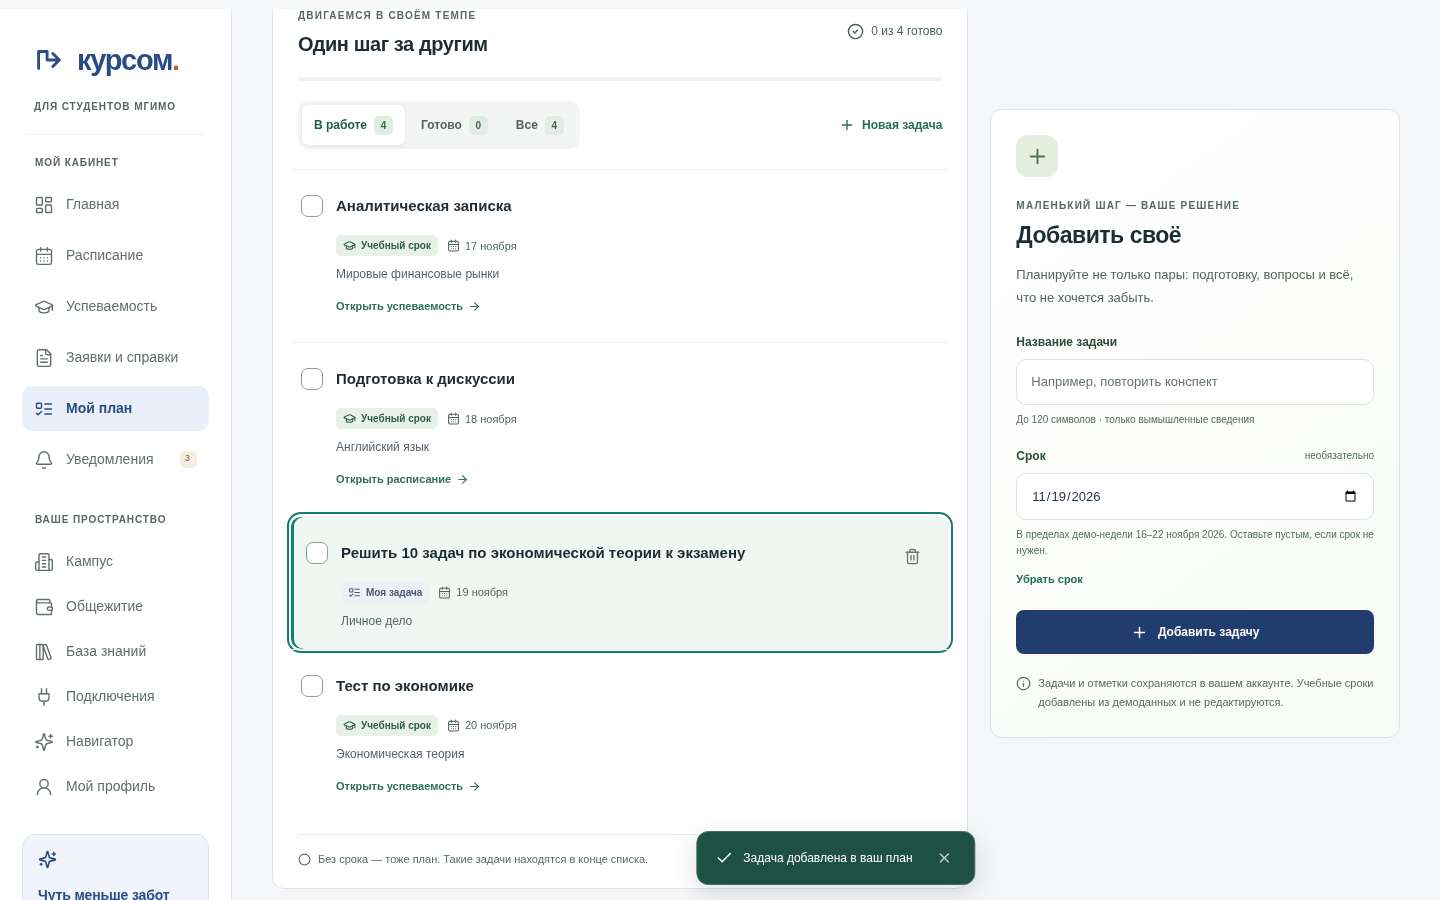 курсом.
ДЛЯ СТУДЕНТОВ МГИМО
МОЙ КАБИНЕТ
Главная
Расписание
Успеваемость
Заявки и справки
Мой план
Уведомления 3
ВАШЕ ПРОСТРАНСТВО
Кампус
Общежитие
База знаний
Подключения
Навигатор
Мой профиль
Чуть меньше забот
ДВИГАЕМСЯ В СВОЁМ ТЕМПЕ
Один шаг за другим
0 из 4 готово
В работе 4 Готово 0 Все 4
Новая задача
Аналитическая записка
Учебный срок 17 ноября
Мировые финансовые рынки
Открыть успеваемость
Подготовка к дискуссии
Учебный срок 18 ноября
Английский язык
Открыть расписание
Решить 10 задач по экономической теории к экзамену
Моя задача 19 ноября
Личное дело
Тест по экономике
Учебный срок 20 ноября
Экономическая теория
Открыть успеваемость
Без срока — тоже план. Такие задачи находятся в конце списка.
Задача добавлена в ваш план
МАЛЕНЬКИЙ ШАГ — ВАШЕ РЕШЕНИЕ
Добавить своё
Планируйте не только пары: подготовку, вопросы и всё,
что не хочется забыть.
Название задачи
Например, повторить конспект
До 120 символов · только вымышленные сведения
Срок необязательно
11/19/2026
В пределах демо-недели 16–22 ноября 2026. Оставьте пустым, если срок не
нужен.
Убрать срок
Добавить задачу
Задачи и отметки сохраняются в вашем аккаунте. Учебные сроки
добавлены из демоданных и не редактируются.